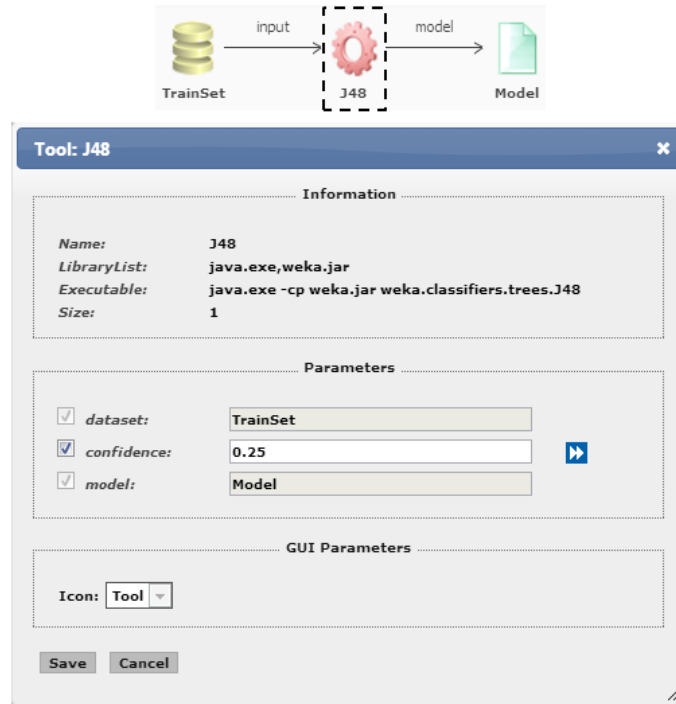 input model
TrainSet J48 Model
Tool: J48
Information
Name: J48
LibraryList: java.exe,weka.jar
Executable: java.exe -cp weka.jar weka.classifiers.trees.J48
Size: 1
Parameters
dataset: TrainSet
confidence: 0.25
model: Model
GUI Parameters
Icon: Tool
Save Cancel